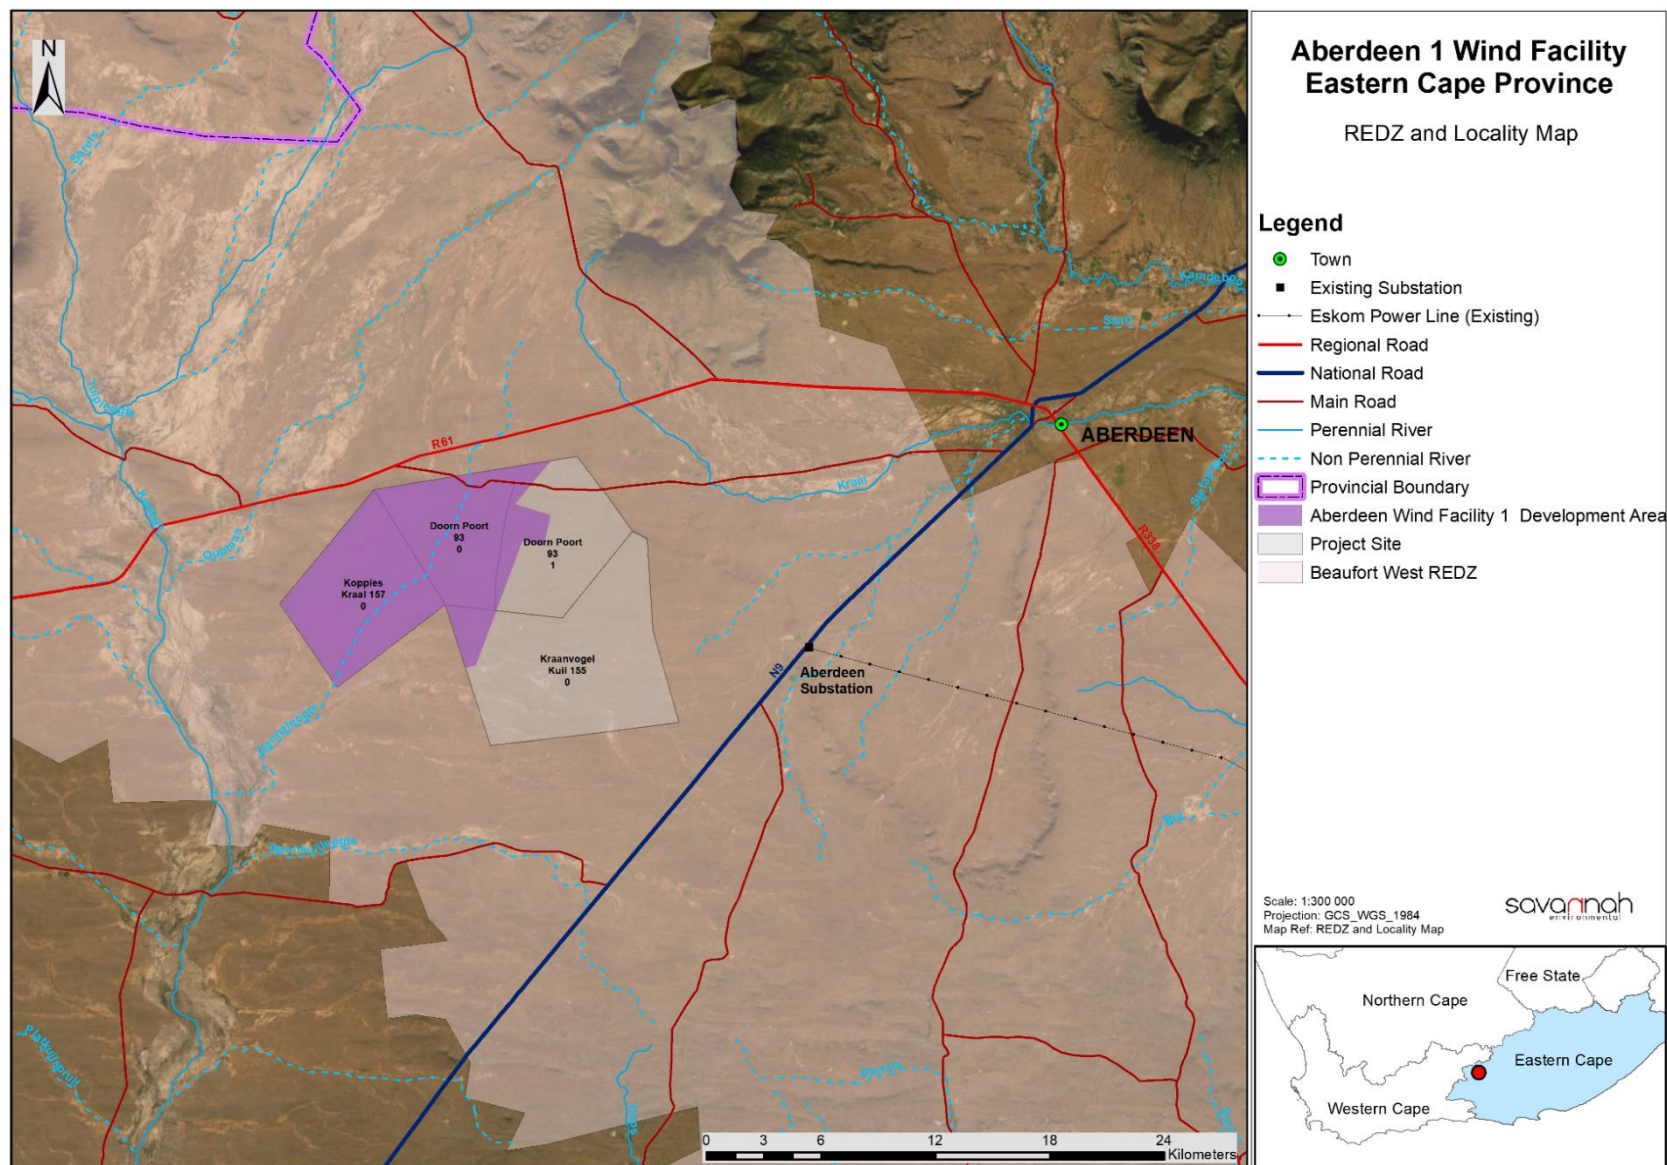 Aberdeen 1 Wind Facility
Eastern Cape Province
REDZ and Locality Map
Legend
Town
Existing Substation
Eskom Power Line (Existing)
Regional Road
National Road
Main Road
Perennial River
Non Perennial River
Provincial Boundary
Aberdeen Wind Facility 1 Development Area
Project Site
Beaufort West REDZ
Scale: 1:300 000
Projection: GCS_WGS_1984
Map Ref: REDZ and Locality Map
savannah
environmental
Northern Cape
Free State
Eastern Cape
Western Cape
N
Sand
R61
ABERDEEN
Kraai
R338
Doorn Poort
93
0
Doorn Poort
93
1
Kopples
Kraal 157
0
Kraanvogel
Kuil 155
0
N9
Aberdeen
Substation
0 3 6 12 18 24
Kilometers